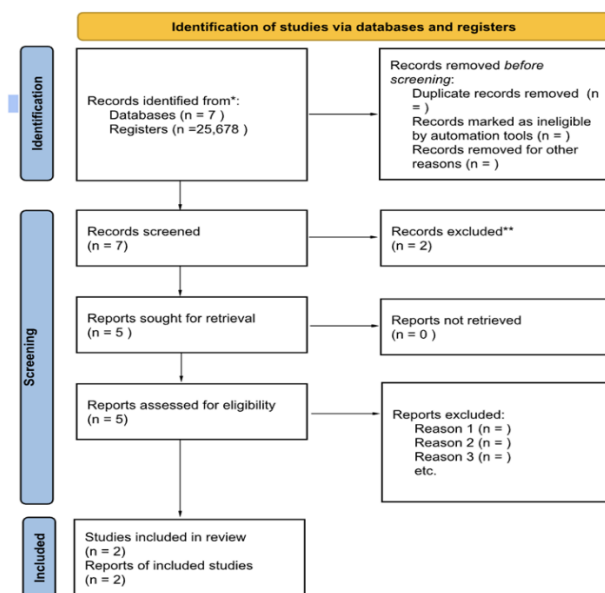 Identification of studies via databases and registers
Identification
Records identified from*:
Databases (n = 7 )
Registers (n =25,678 )
Records removed before
screening:
Duplicate records removed (n
= )
Records marked as ineligible
by automation tools (n = )
Records removed for other
reasons (n = )
Screening
Records screened
(n = 7)
Records excluded**
(n = 2)
Reports sought for retrieval
(n = 5 )
Reports not retrieved
(n = 0 )
Reports assessed for eligibility
(n = 5)
Reports excluded:
Reason 1 (n = )
Reason 2 (n = )
Reason 3 (n = )
etc.
Included
Studies included in review
(n = 2)
Reports of included studies
(n = 2)